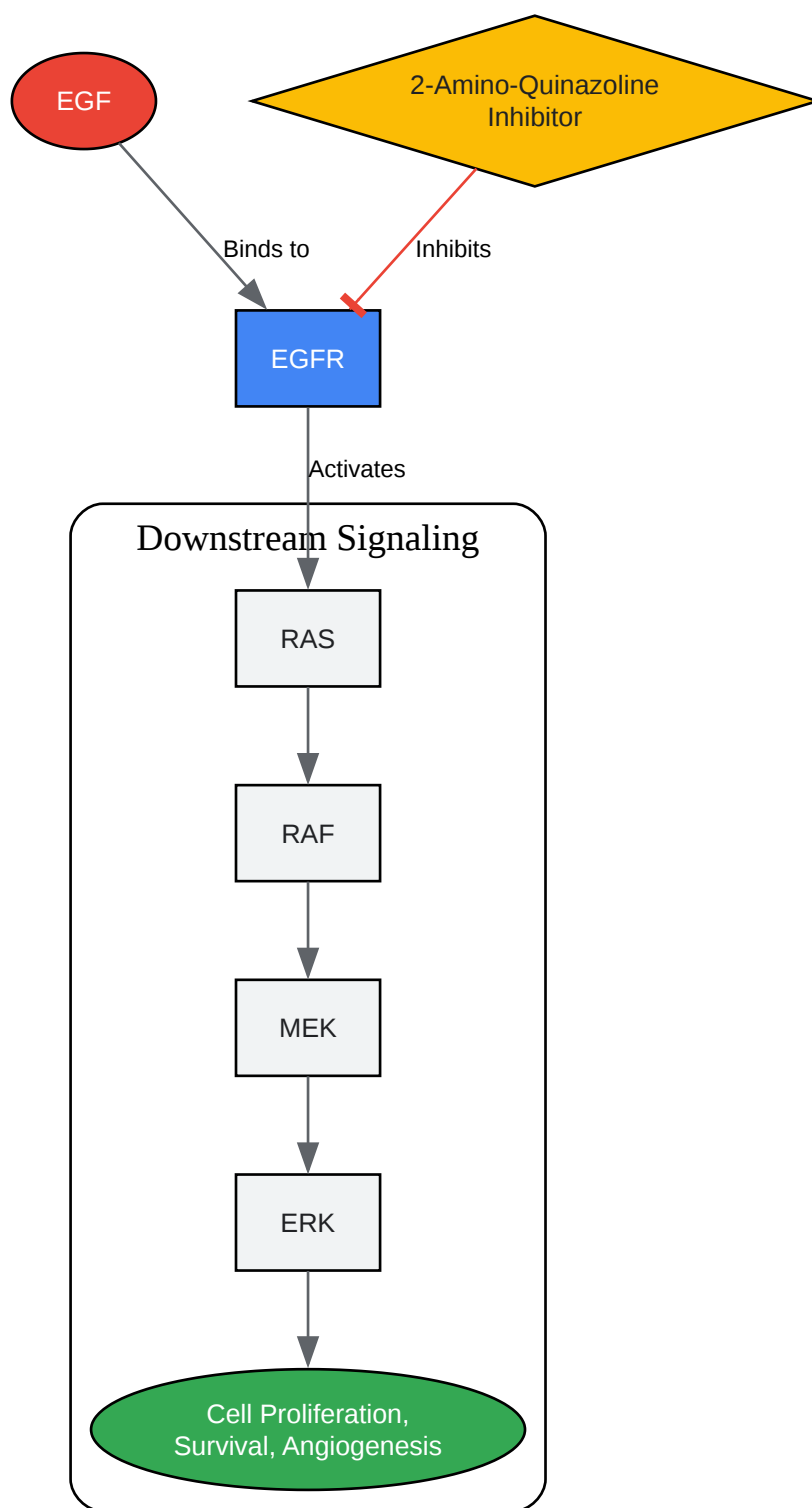 EGF
2-Amino-Quinazoline
Inhibitor
Binds to
Inhibits
EGFR
Activates
Downstream Signaling
RAS
RAF
MEK
ERK
Cell Proliferation,
Survival, Angiogenesis